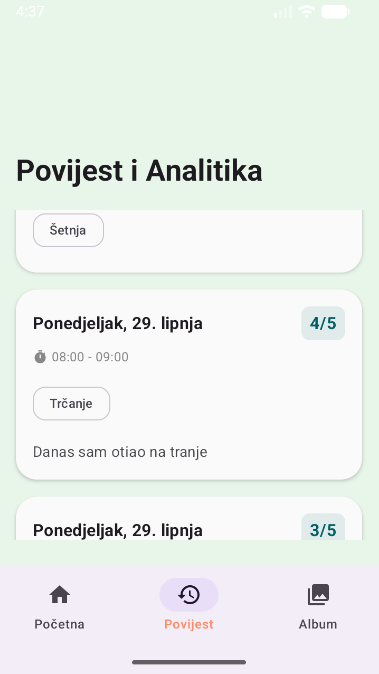 4:37
Povijest i Analitika
Šetnja
Ponedjeljak, 29. lipnja
4/5
08:00 - 09:00
Trčanje
Danas sam otiao na tranje
Ponedjeljak, 29. lipnja
3/5
Početna
Povijest
Album